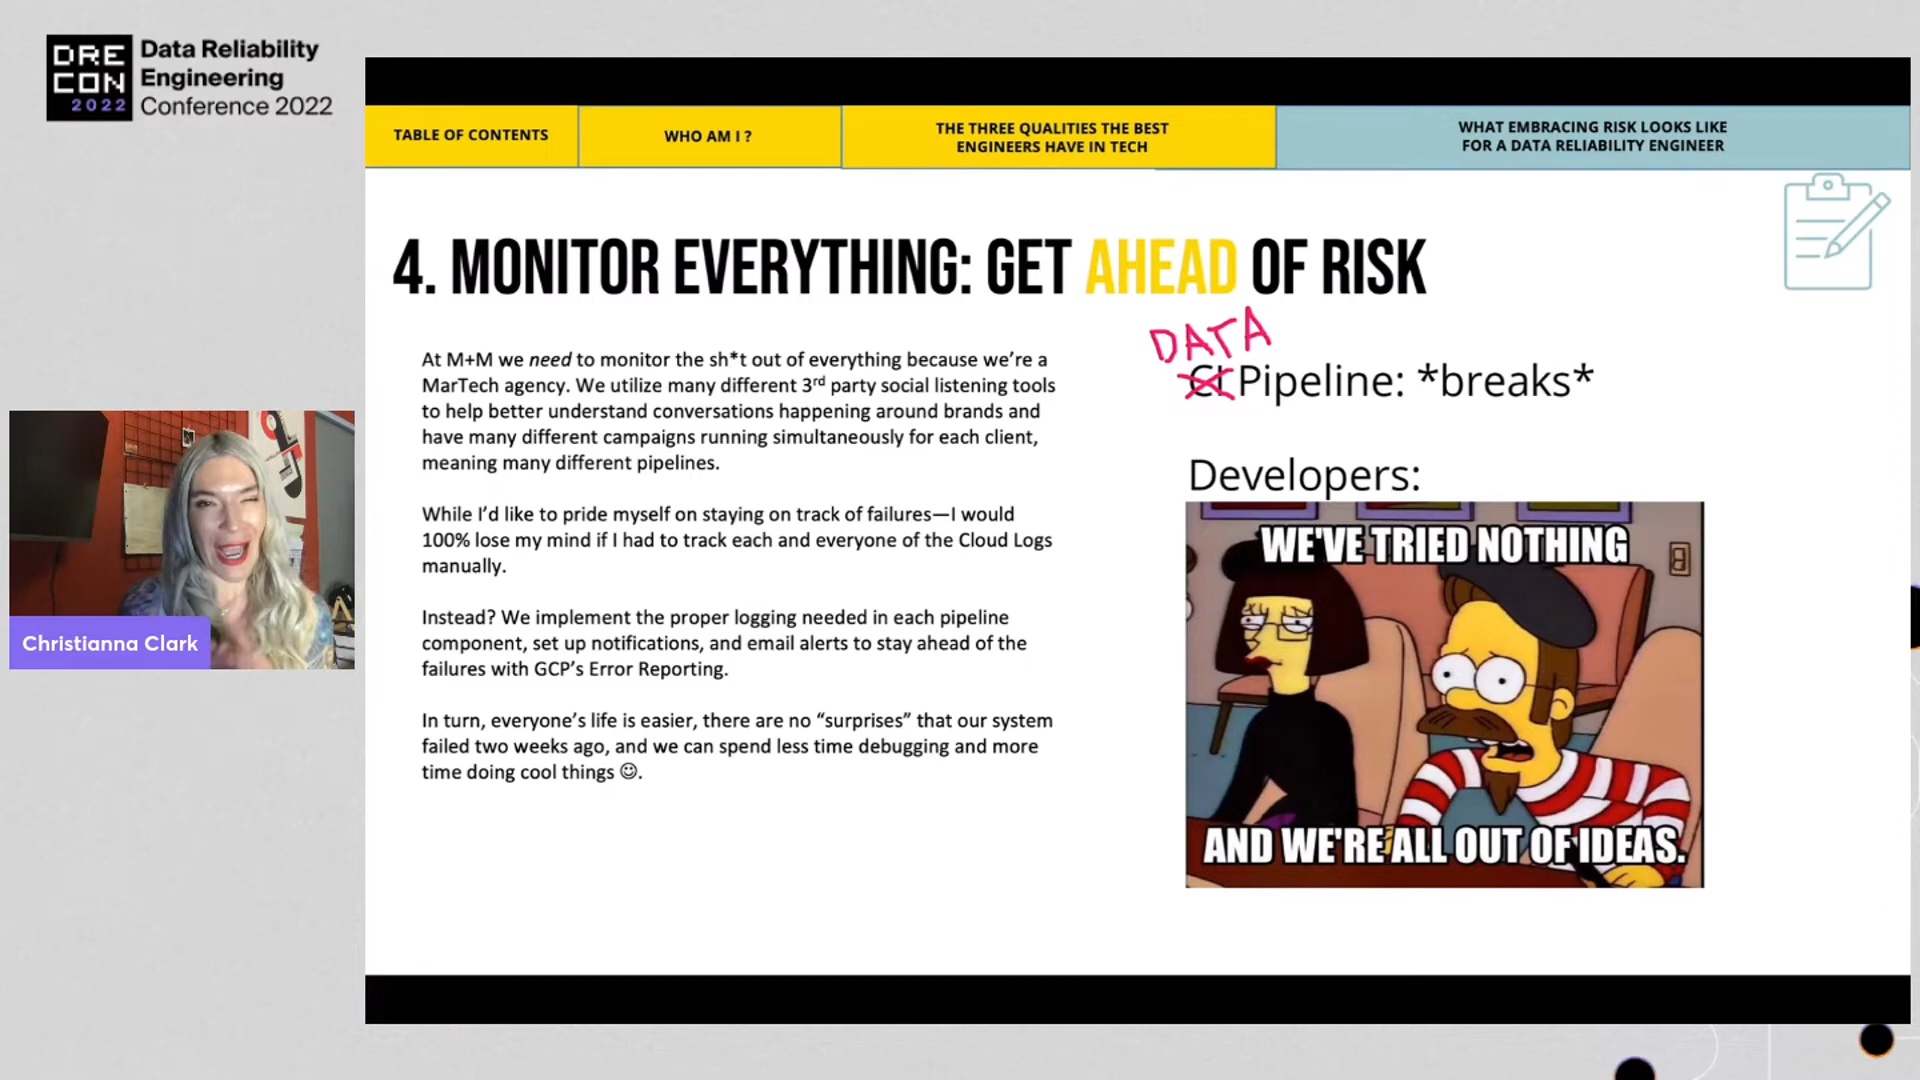 DRE
CON
2022
Data Reliability
Engineering
Conference 2022
TABLE OF CONTENTS
WHO AM I ?
THE THREE QUALITIES THE BEST
ENGINEERS HAVE IN TECH
WHAT EMBRACING RISK LOOKS LIKE
FOR A DATA RELIABILITY ENGINEER
4. MONITOR EVERYTHING: GET AHEAD OF RISK
At M+M we need to monitor the sh*t out of everything because we're a
MarTech agency. We utilize many different 3rd party social listening tools
to help better understand conversations happening around brands and
have many different campaigns running simultaneously for each client,
meaning many different pipelines.
While I'd like to pride myself on staying on track of failures—I would
100% lose my mind if I had to track each and everyone of the Cloud Logs
manually.
Instead? We implement the proper logging needed in each pipeline
component, set up notifications, and email alerts to stay ahead of the
failures with GCP's Error Reporting.
In turn, everyone's life is easier, there are no “surprises” that our system
failed two weeks ago, and we can spend less time debugging and more
time doing cool things ☺.
DATA
CI Pipeline: *breaks*
Developers:
WE'VE TRIED NOTHING
AND WE'RE ALL OUT OF IDEAS.
Christianna Clark